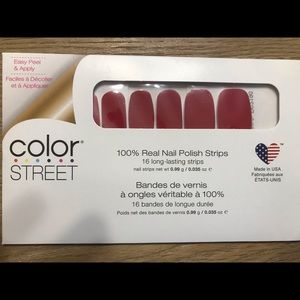 Easy Peel
& Apply
Faciles à Décoller
et à Appliquer
color
STREET
100% Real Nail Polish Strips
16 long-lasting strips
nail strips net wt 0.99 g / 0.035 oz ℮
Bandes de vernis
à ongles véritable à 100%
16 bandes de longue durée
Poids net des bandes de vernis 0.99 g / 0.035 oz ℮
Made in USA
Fabriquées aux
ÉTATS-UNIS